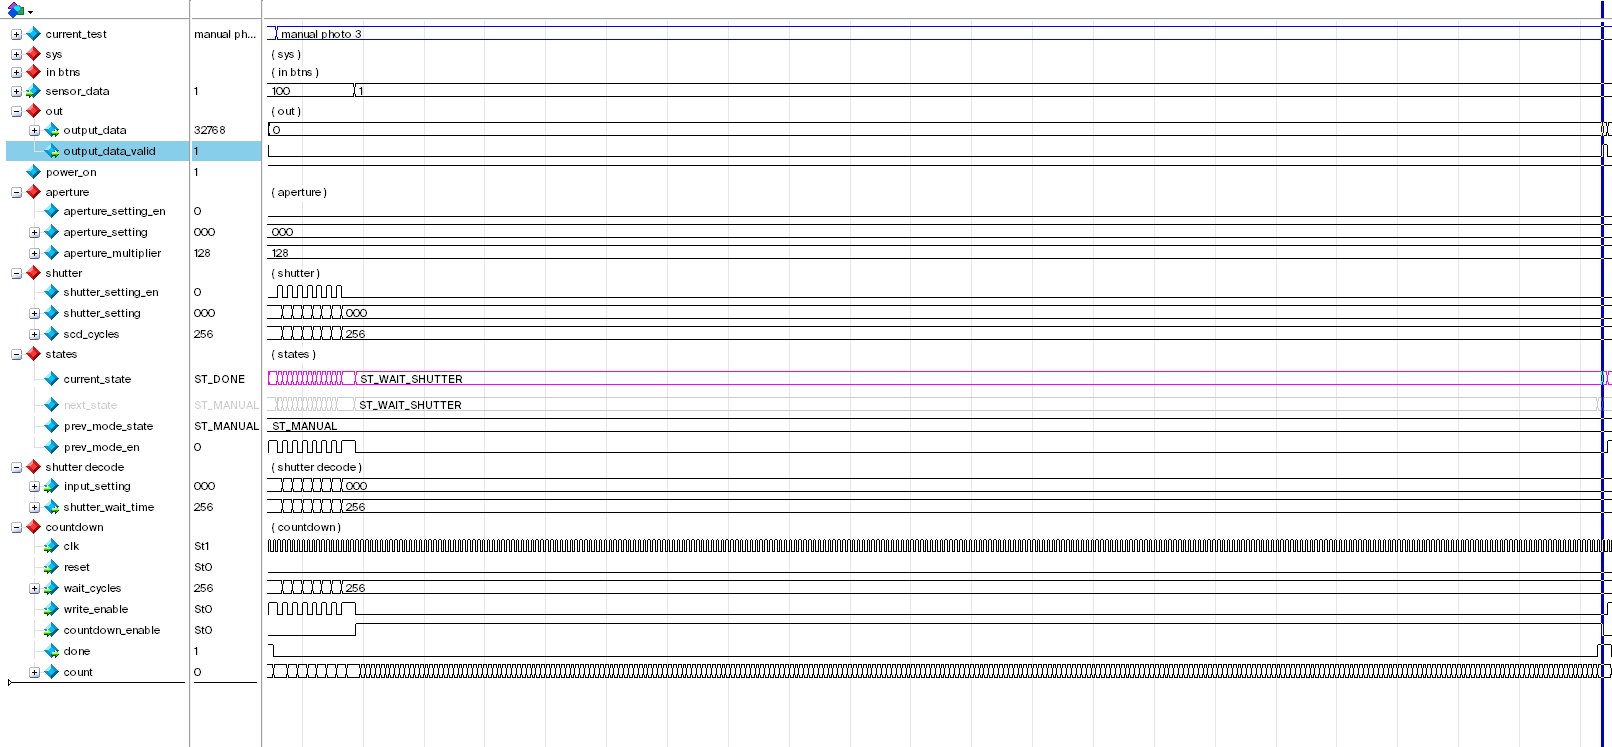 current_test manual ph... manual photo 3
sys ( sys )
in btns ( in btns )
sensor_data 1 100 1
out ( out )
output_data 32768 0
output_data_valid 1
power_on 1
aperture ( aperture )
aperture_setting_en 0
aperture_setting 000 000
aperture_multiplier 128 128
shutter ( shutter )
shutter_setting_en 0
shutter_setting 000 000
scd_cycles 256 256
states ( states )
current_state ST_DONE ST_WAIT_SHUTTER
next_state ST_MANUAL ST_WAIT_SHUTTER
prev_mode_state ST_MANUAL ST_MANUAL
prev_mode_en 0
shutter decode ( shutter decode )
input_setting 000 000
shutter_wait_time 256 256
countdown ( countdown )
clk St1
reset St0
wait_cycles 256 256
write_enable St0
countdown_enable St0
done 1
count 0